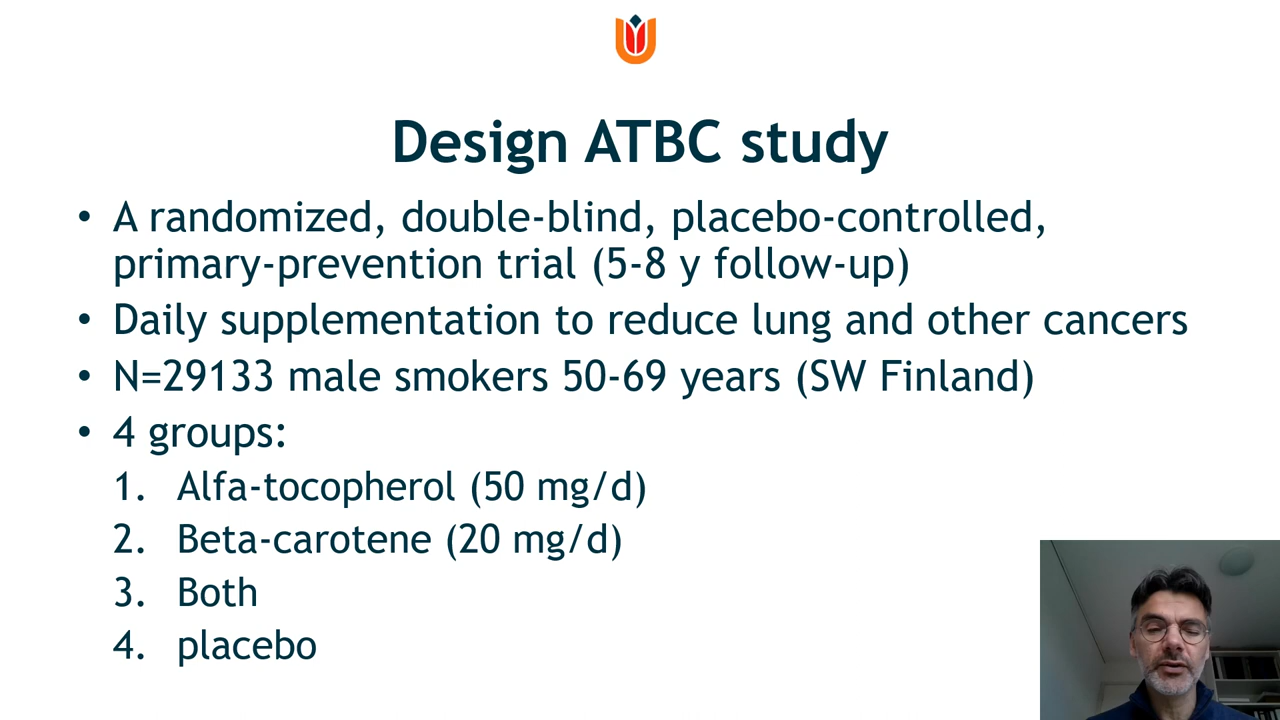 Design ATBC study
• A randomized, double-blind, placebo-controlled,
primary-prevention trial (5-8 y follow-up)
• Daily supplementation to reduce lung and other cancers
• N=29133 male smokers 50-69 years (SW Finland)
• 4 groups:
1. Alfa-tocopherol (50 mg/d)
2. Beta-carotene (20 mg/d)
3. Both
4. placebo